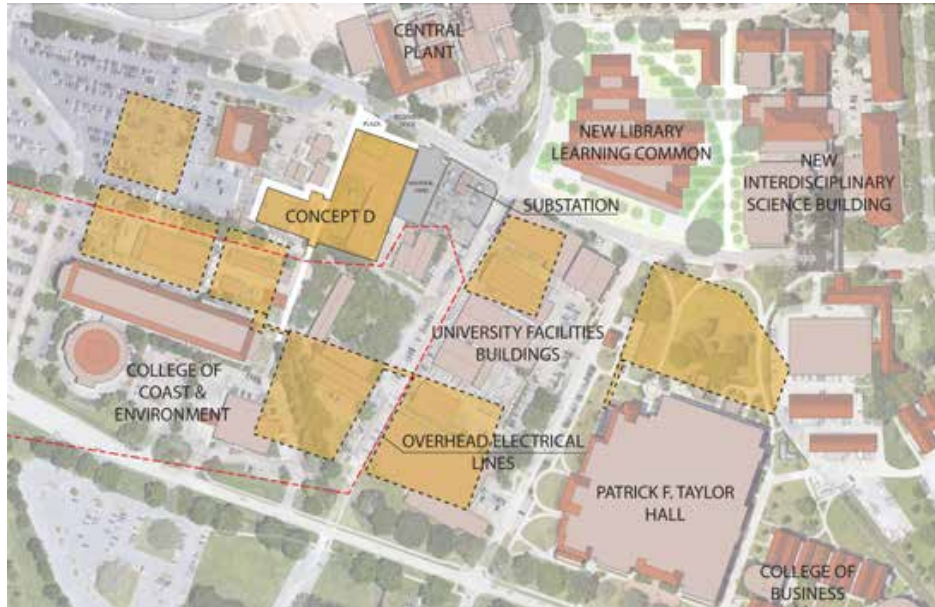 CENTRAL
PLANT
PLAZA
NEW LIBRARY
LEARNING COMMON
NEW
INTERDISCIPLINARY
SCIENCE BUILDING
CONCEPT D
SUBSTATION
UNIVERSITY FACILITIES
BUILDINGS
COLLEGE OF
COAST &
ENVIRONMENT
OVERHEAD ELECTRICAL
LINES
PATRICK F. TAYLOR
HALL
COLLEGE OF
BUSINESS